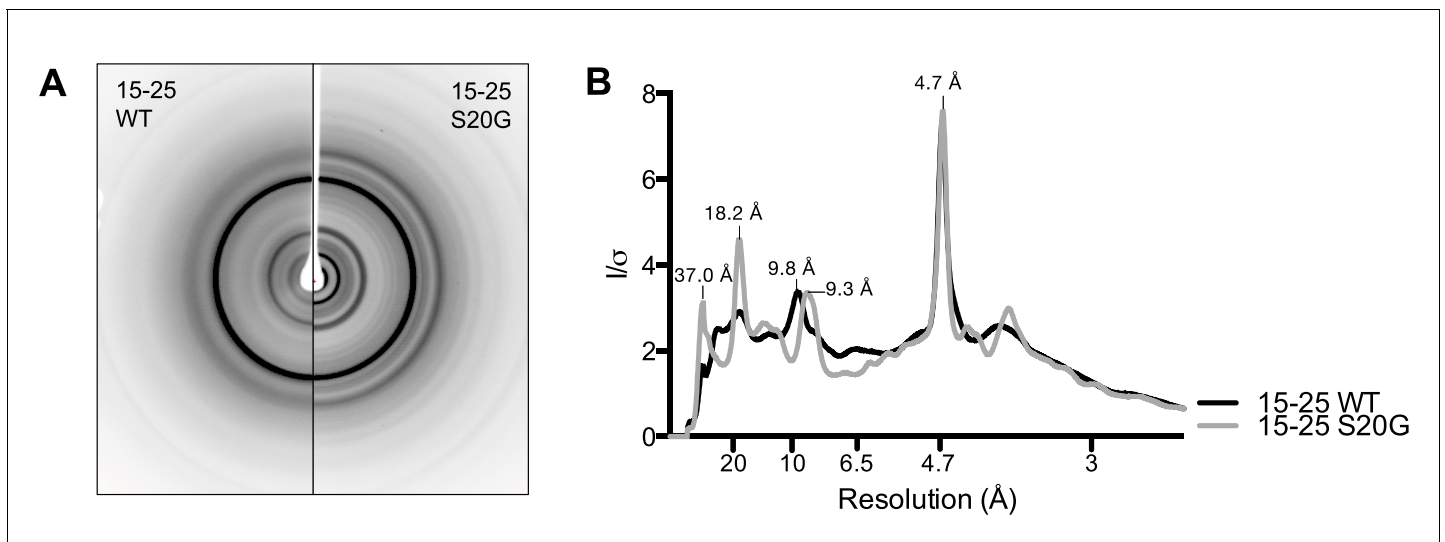 A
15-25
WT
15-25
S20G
B
8
6
4
2
0
I/σ
4.7 Å
18.2 Å
37.0 Å
9.8 Å
9.3 Å
20
10
6.5
4.7
3
Resolution (Å)
15-25 WT
15-25 S20G